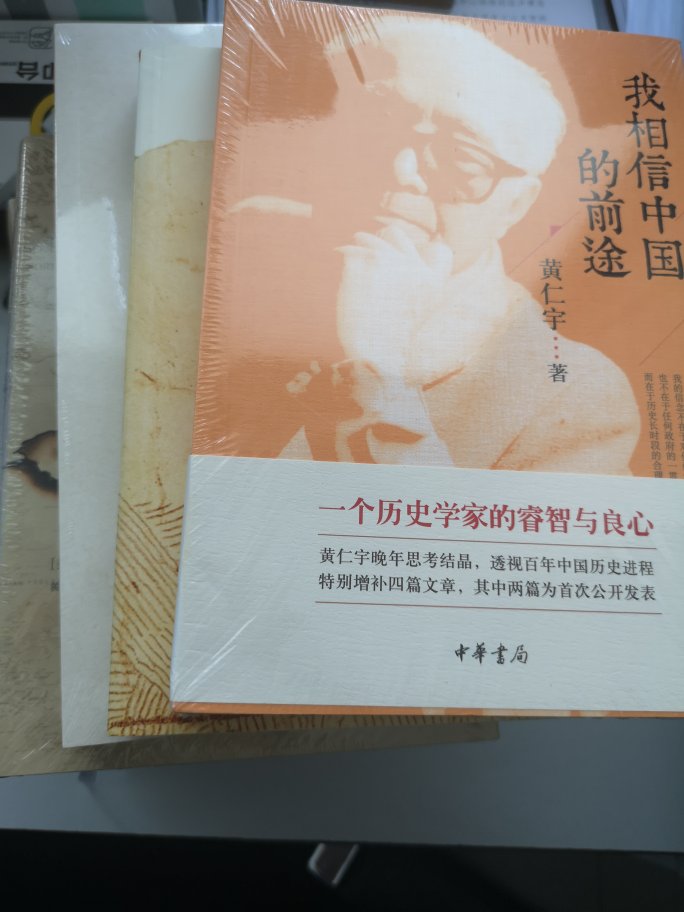 我相信中国
的前途
黄仁宇……著
一个历史学家的睿智与良心
黄仁宇晚年思考结晶，透视百年中国历史进程
特别增补四篇文章，其中两篇为首次公开发表
中華書局